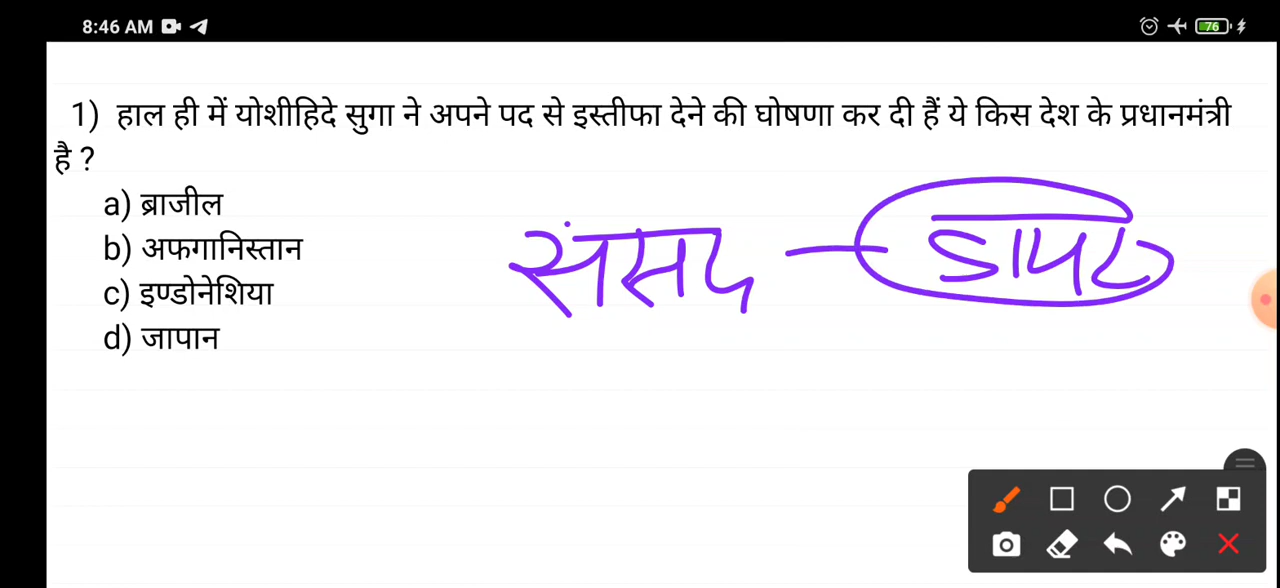 8:46 AM
76
1) हाल ही में योशीहिदे सुगा ने अपने पद से इस्तीफा देने की घोषणा कर दी हैं ये किस देश के प्रधानमंत्री
है ?
a) ब्राजील
b) अफगानिस्तान
c) इण्डोनेशिया
d) जापान
संसद — डायट